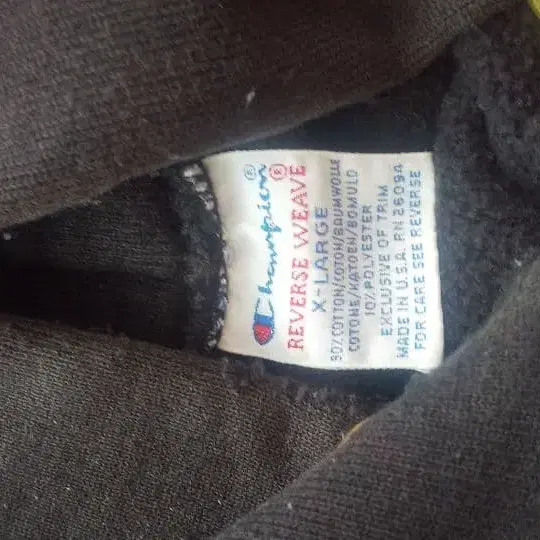 Champion®
REVERSE WEAVE®
X-LARGE
90% COTTON/COTON/BAUMWOLLE
COTONE/KATOEN/BOMULD
10% POLYESTER
EXCLUSIVE OF TRIM
MADE IN U.S.A. RN 26094
FOR CARE SEE REVERSE